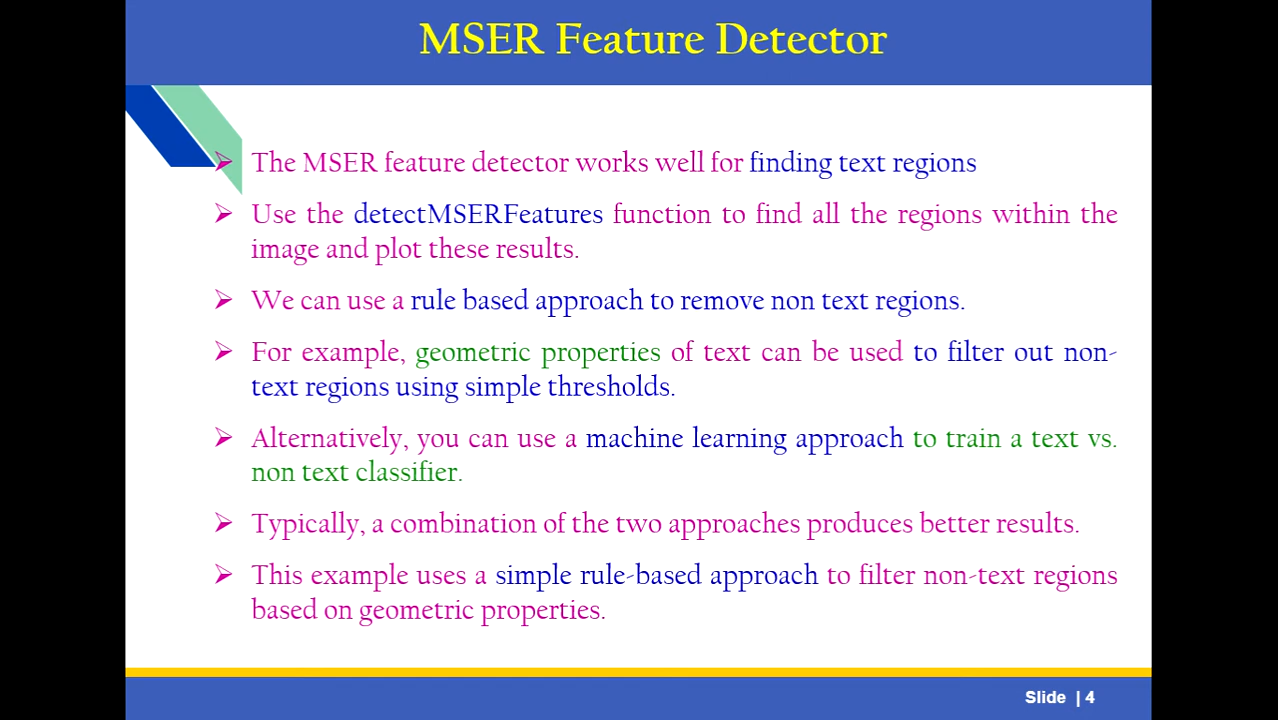 MSER Feature Detector
➢ The MSER feature detector works well for finding text regions
➢ Use the detectMSERFeatures function to find all the regions within the
image and plot these results.
➢ We can use a rule based approach to remove non text regions.
➢ For example, geometric properties of text can be used to filter out non-
text regions using simple thresholds.
➢ Alternatively, you can use a machine learning approach to train a text vs.
non text classifier.
➢ Typically, a combination of the two approaches produces better results.
➢ This example uses a simple rule-based approach to filter non-text regions
based on geometric properties.
Slide | 4